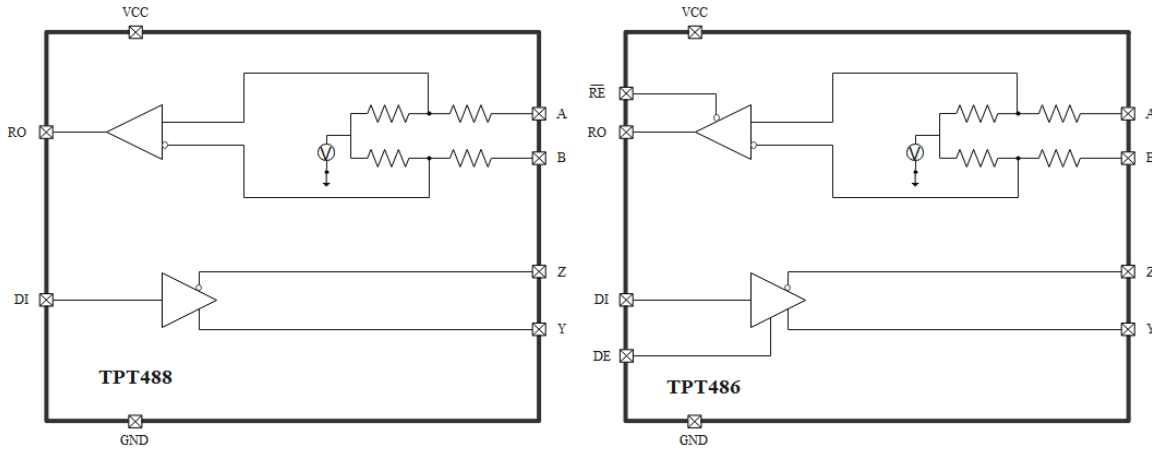 VCC
A
RO
V
B
Z
DI
Y
TPT488
GND
VCC
RE
A
RO
V
B
Z
DI
Y
DE
TPT486
GND